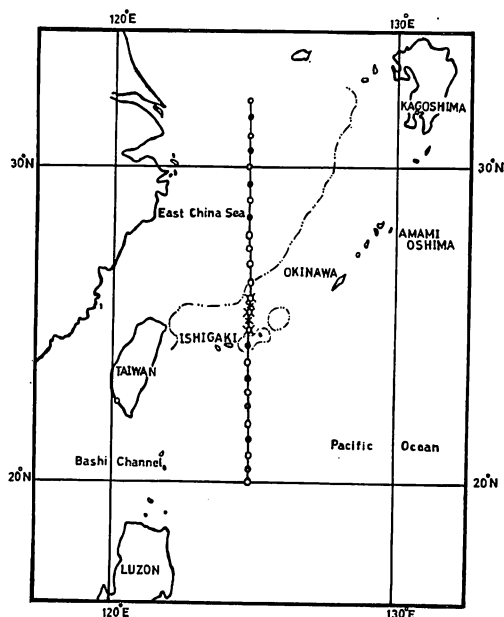 120°E
130°E
KAGOSHIMA
30°N
30°N
East China Sea
AMAMI
OSHIMA
OKINAWA
ISHIGAKI
TAIWAN
Bashi Channel
Pacific Ocean
20°N
20°N
LUZON
120°E
130°E